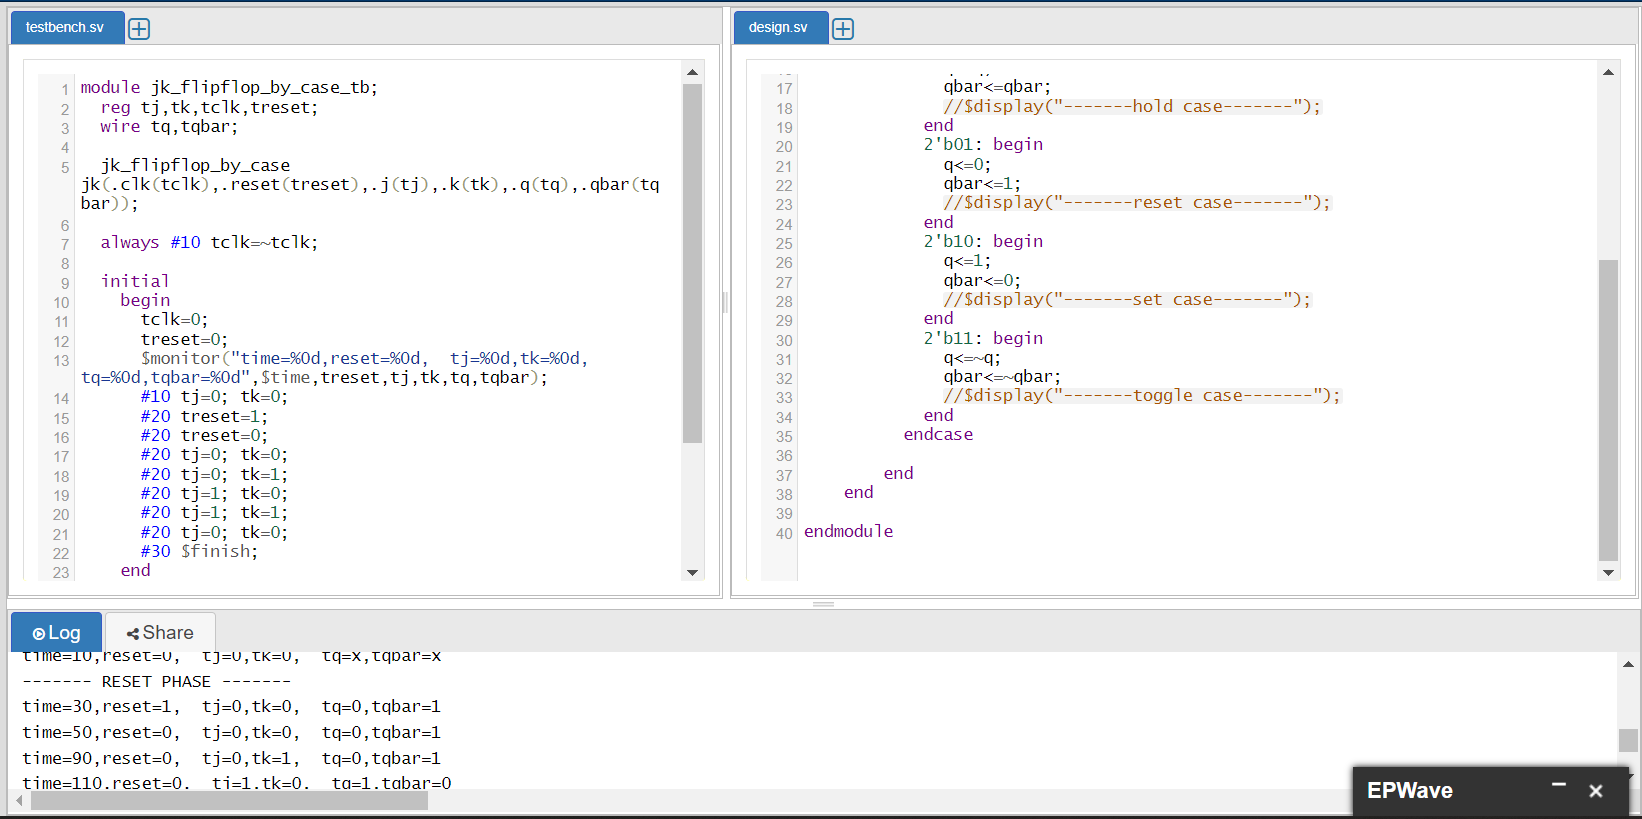 testbench.sv
1 module jk_flipflop_by_case_tb;
2 reg tj,tk,tclk,treset;
3 wire tq,tqbar;
4
5 jk_flipflop_by_case
jk(.clk(tclk),.reset(treset),.j(tj),.k(tk),.q(tq),.qbar(tq
bar));
6
7 always #10 tclk=~tclk;
8
9 initial
10 begin
11 tclk=0;
12 treset=0;
13 $monitor("time=%0d,reset=%0d,  tj=%0d,tk=%0d,
tq=%0d,tqbar=%0d",$time,treset,tj,tk,tq,tqbar);
14 #10 tj=0; tk=0;
15 #20 treset=1;
16 #20 treset=0;
17 #20 tj=0; tk=0;
18 #20 tj=0; tk=1;
19 #20 tj=1; tk=0;
20 #20 tj=1; tk=1;
21 #20 tj=0; tk=0;
22 #30 $finish;
23 end
design.sv
17 qbar<=qbar;
18 //$display("-------hold case-------");
19 end
20 2'b01: begin
21 q<=0;
22 qbar<=1;
23 //$display("-------reset case-------");
24 end
25 2'b10: begin
26 q<=1;
27 qbar<=0;
28 //$display("-------set case-------");
29 end
30 2'b11: begin
31 q<=~q;
32 qbar<=~qbar;
33 //$display("-------toggle case-------");
34 end
35 endcase
36
37 end
38 end
39
40 endmodule
Log
Share
time=10,reset=0,  tj=0,tk=0,  tq=x,tqbar=x
------- RESET PHASE -------
time=30,reset=1,  tj=0,tk=0,  tq=0,tqbar=1
time=50,reset=0,  tj=0,tk=0,  tq=0,tqbar=1
time=90,reset=0,  tj=0,tk=1,  tq=0,tqbar=1
time=110,reset=0,  tj=1,tk=0,  tq=1,tqbar=0
EPWave